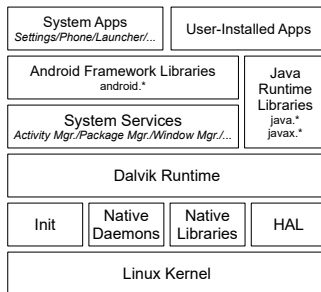 System Apps
Settings/Phone/Launcher/...
User-Installed Apps
Android Framework Libraries
android.*
Java
Runtime
Libraries
java.*
javax.*
System Services
Activity Mgr./Package Mgr./Window Mgr./...
Dalvik Runtime
Init
Native
Daemons
Native
Libraries
HAL
Linux Kernel